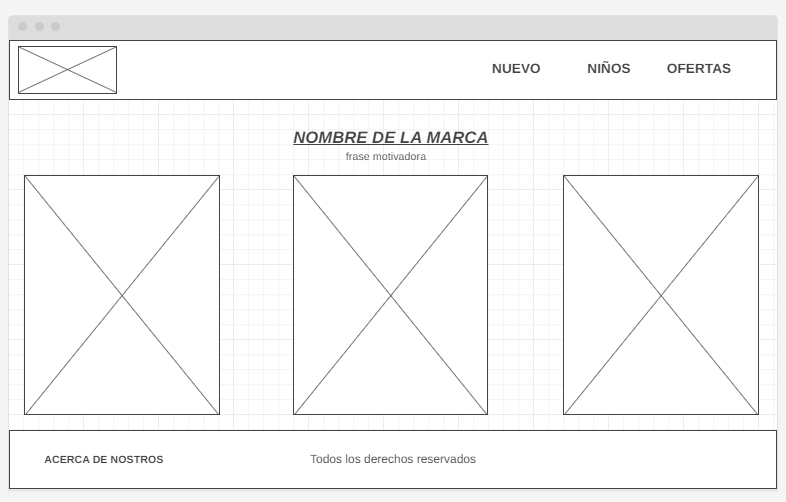 NUEVO NIÑOS OFERTAS
NOMBRE DE LA MARCA
frase motivadora
ACERCA DE NOSTROS Todos los derechos reservados